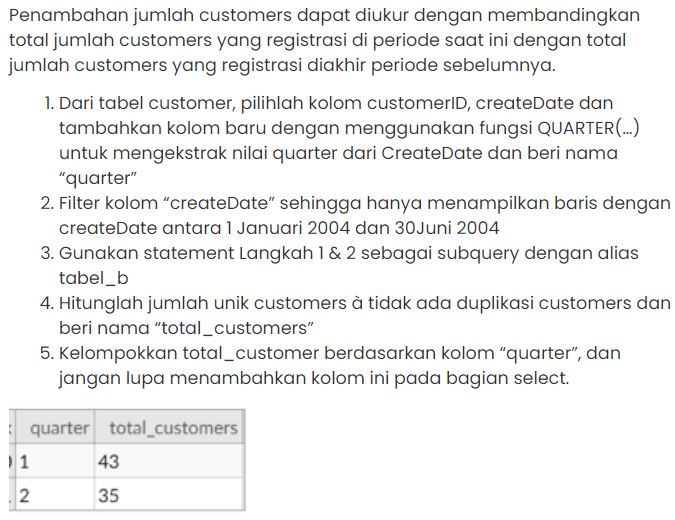 Penambahan jumlah customers dapat diukur dengan membandingkan
total jumlah customers yang registrasi di periode saat ini dengan total
jumlah customers yang registrasi diakhir periode sebelumnya.
1. Dari tabel customer, pilihlah kolom customerID, createDate dan
tambahkan kolom baru dengan menggunakan fungsi QUARTER(...)
untuk mengekstrak nilai quarter dari CreateDate dan beri nama
“quarter”
2. Filter kolom “createDate” sehingga hanya menampilkan baris dengan
createDate antara 1 Januari 2004 dan 30Juni 2004
3. Gunakan statement Langkah 1 & 2 sebagai subquery dengan alias
tabel_b
4. Hitunglah jumlah unik customers à tidak ada duplikasi customers dan
beri nama “total_customers”
5. Kelompokkan total_customer berdasarkan kolom “quarter”, dan
jangan lupa menambahkan kolom ini pada bagian select.
quarter total_customers
1 43
2 35